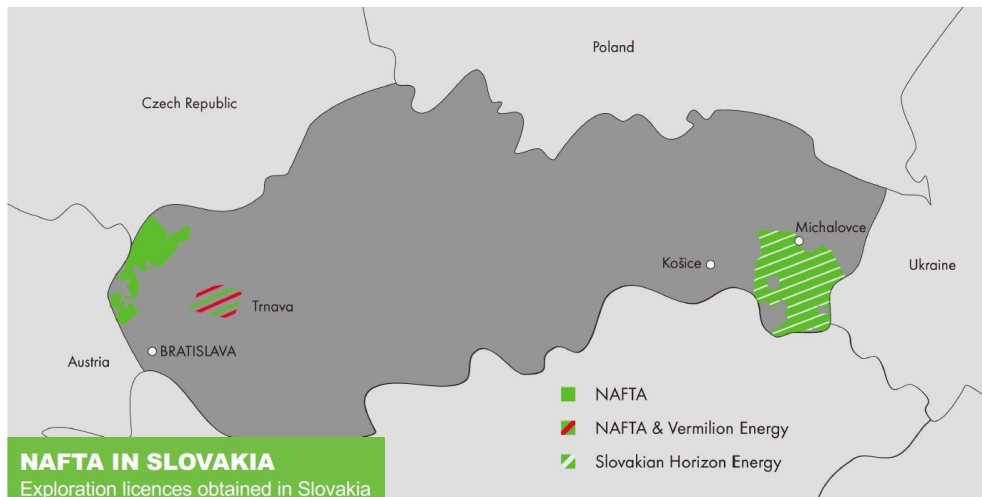 Poland
Czech Republic
Michalovce
Košice
Ukraine
Trnava
BRATISLAVA
Austria
NAFTA
NAFTA & Vermilion Energy
Slovakian Horizon Energy
NAFTA IN SLOVAKIA
Exploration licences obtained in Slovakia